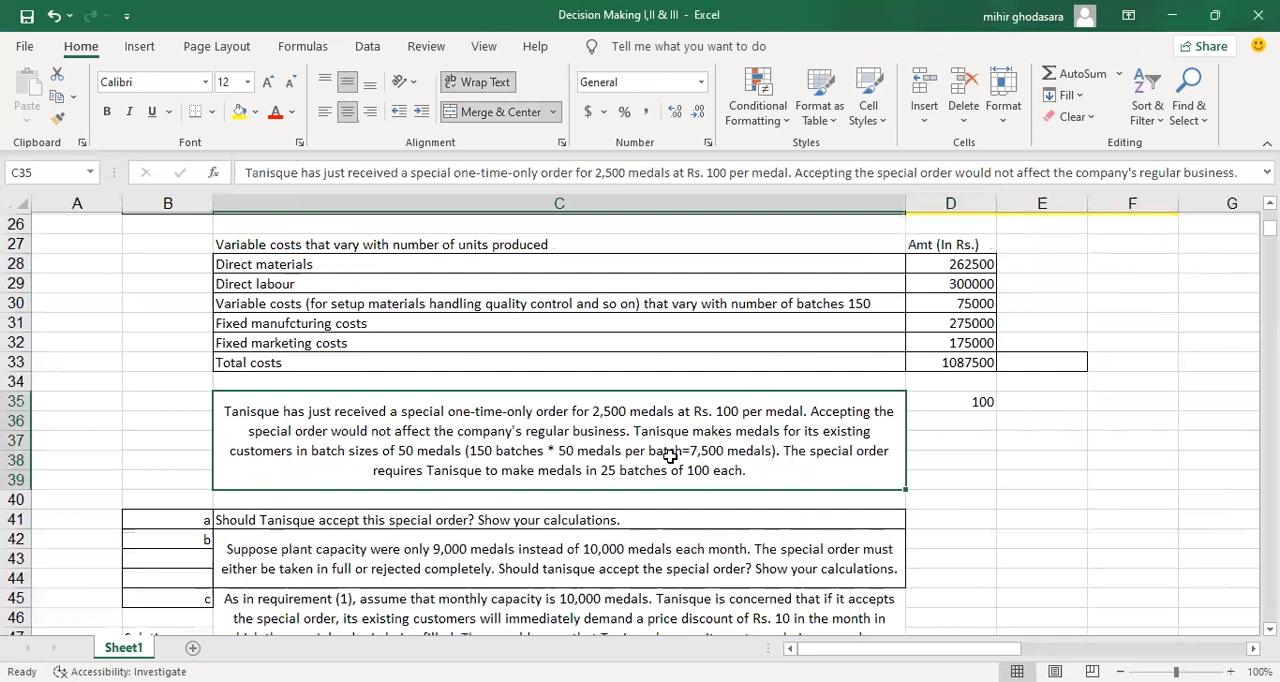 Decision Making I,II & III - Excel
mihir ghodasara
File Home Insert Page Layout Formulas Data Review View Help Tell me what you want to do Share
Paste
Calibri 12
B I U
Wrap Text
Merge & Center
General
$ %
Conditional Formatting
Format as Table
Cell Styles
Insert
Delete
Format
AutoSum
Fill
Clear
Sort & Filter
Find & Select
Clipboard Font Alignment Number Styles Cells Editing
C35 fx Tanisque has just received a special one-time-only order for 2,500 medals at Rs. 100 per medal. Accepting the special order would not affect the company's regular business.
A B C D E F G
26
27 Variable costs that vary with number of units produced Amt (In Rs.)
28 Direct materials 262500
29 Direct labour 300000
30 Variable costs (for setup materials handling quality control and so on) that vary with number of batches 150 75000
31 Fixed manufcturing costs 275000
32 Fixed marketing costs 175000
33 Total costs 1087500
34
35 100
Tanisque has just received a special one-time-only order for 2,500 medals at Rs. 100 per medal. Accepting the
36 special order would not affect the company's regular business. Tanisque makes medals for its existing
37 customers in batch sizes of 50 medals (150 batches * 50 medals per batch=7,500 medals). The special order
38 requires Tanisque to make medals in 25 batches of 100 each.
39
40
41 a Should Tanisque accept this special order? Show your calculations.
42 b
43 Suppose plant capacity were only 9,000 medals instead of 10,000 medals each month. The special order must
44 either be taken in full or rejected completely. Should tanisque accept the special order? Show your calculations.
45 c As in requirement (1), assume that monthly capacity is 10,000 medals. Tanisque is concerned that if it accepts
46 the special order, its existing customers will immediately demand a price discount of Rs. 10 in the month in
Sheet1
Ready Accessibility: Investigate 100%